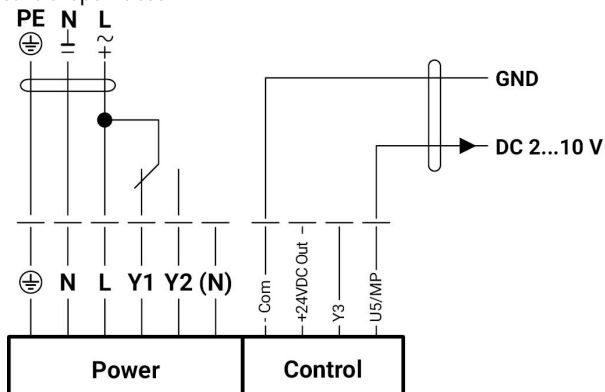 PE N L
GND
DC 2...10 V
N L Y1 Y2 (N)
- Com
+24VDC Out
Y3
U5/MP
Power
Control